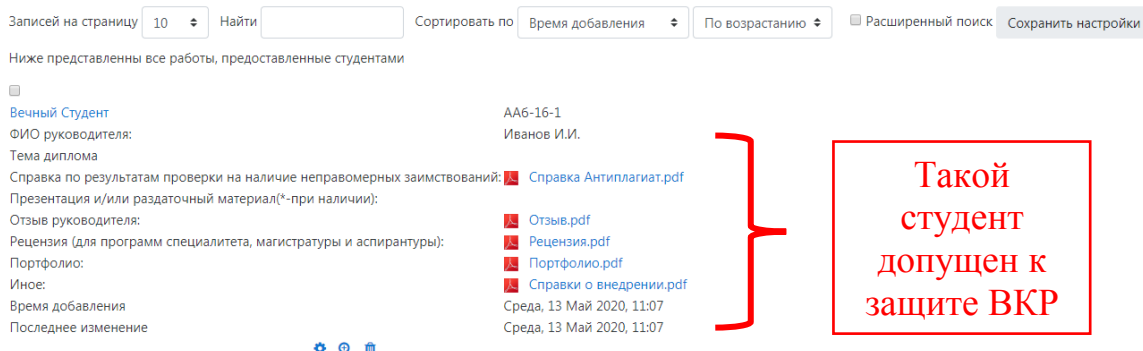 Записей на страницу 10 Найти Сортировать по Время добавления По возрастанию Расширенный поиск Сохранить настройки
Ниже представленны все работы, предоставленные студентами
Вечный Студент АА6-16-1
ФИО руководителя: Иванов И.И.
Тема диплома
Справка по результатам проверки на наличие неправомерных заимствований: Справка Антиплагиат.pdf
Презентация и/или раздаточный материал(*-при наличии):
Отзыв руководителя: Отзыв.pdf
Рецензия (для программ специалитета, магистратуры и аспирантуры): Рецензия.pdf
Портфолио: Портфолио.pdf
Иное: Справки о внедрении.pdf
Время добавления Среда, 13 Май 2020, 11:07
Последнее изменение Среда, 13 Май 2020, 11:07
Такой
студент
допущен к
защите ВКР